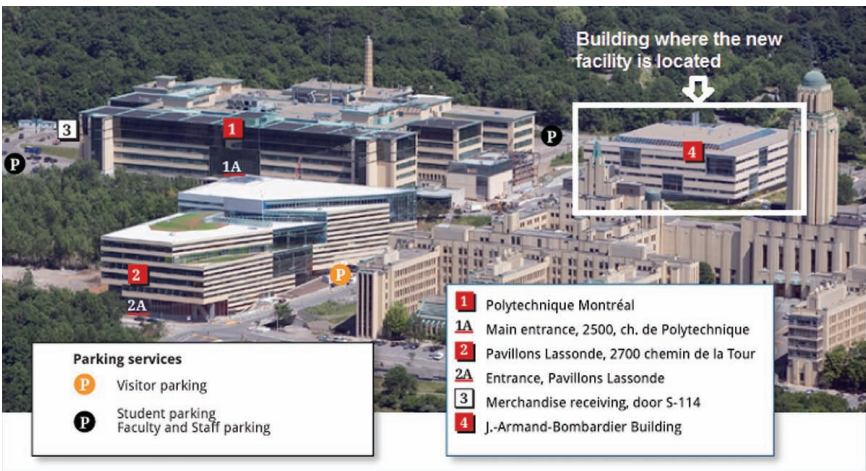 Building where the new
facility is located
3
1
P
P
1A
4
2
P
2A
Parking services
P Visitor parking
P Student parking
Faculty and Staff parking
1 Polytechnique Montréal
1A Main entrance, 2500, ch. de Polytechnique
2 Pavillons Lassonde, 2700 chemin de la Tour
2A Entrance, Pavillons Lassonde
3 Merchandise receiving, door S-114
4 J.-Armand-Bombardier Building